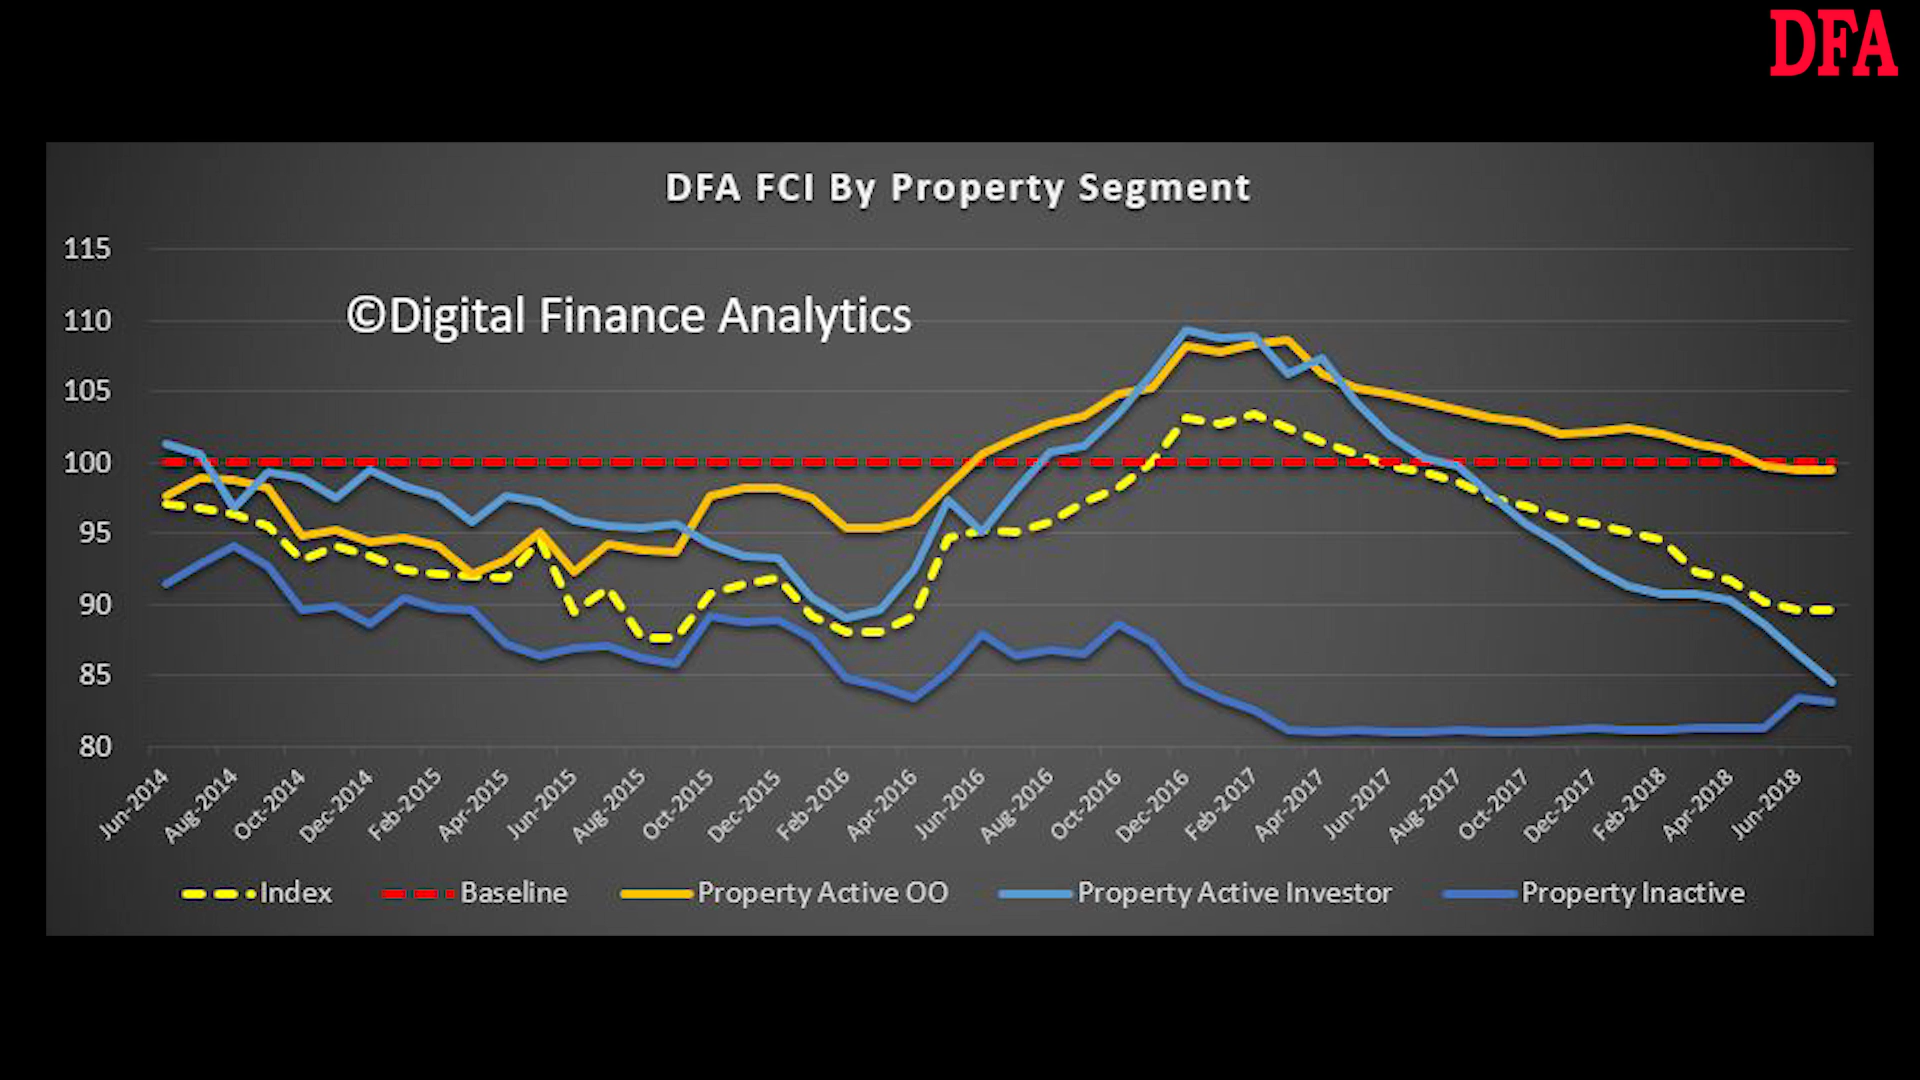 DFA
DFA FCI By Property Segment
©Digital Finance Analytics
115
110
105
100
95
90
85
80
Jun-2014 Aug-2014 Oct-2014 Dec-2014 Feb-2015 Apr-2015 Jun-2015 Aug-2015 Oct-2015 Dec-2015 Feb-2016 Apr-2016 Jun-2016 Aug-2016 Oct-2016 Dec-2016 Feb-2017 Apr-2017 Jun-2017 Aug-2017 Oct-2017 Dec-2017 Feb-2018 Apr-2018 Jun-2018
Index Baseline Property Active OO Property Active Investor Property Inactive